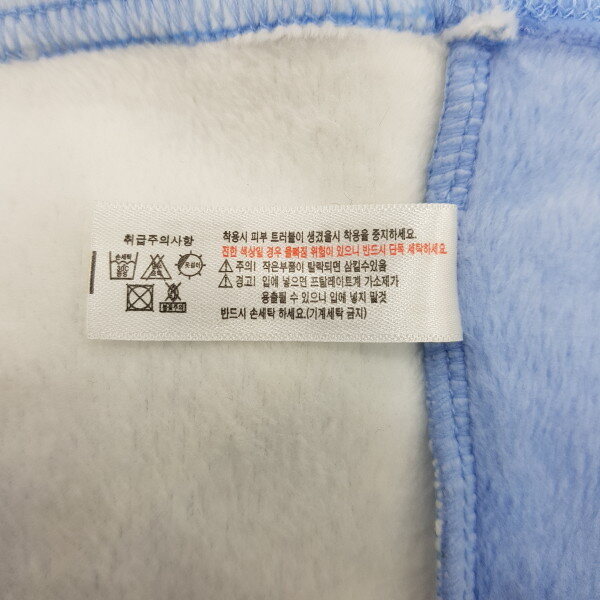 취급주의사항
착용시 피부 트러블이 생겼을시 착용을 중지하세요.
진한 색상일 경우 물빠질 위험이 있으니 반드시 단독 세탁하세요.
주의! 작은부품이 탈락되면 삼킬수있음
경고! 입에 넣으면 프탈레이트계 가소제가
용출될 수 있으니 입에 넣지 말것
반드시 손세탁 하세요.(기계세탁 금지)